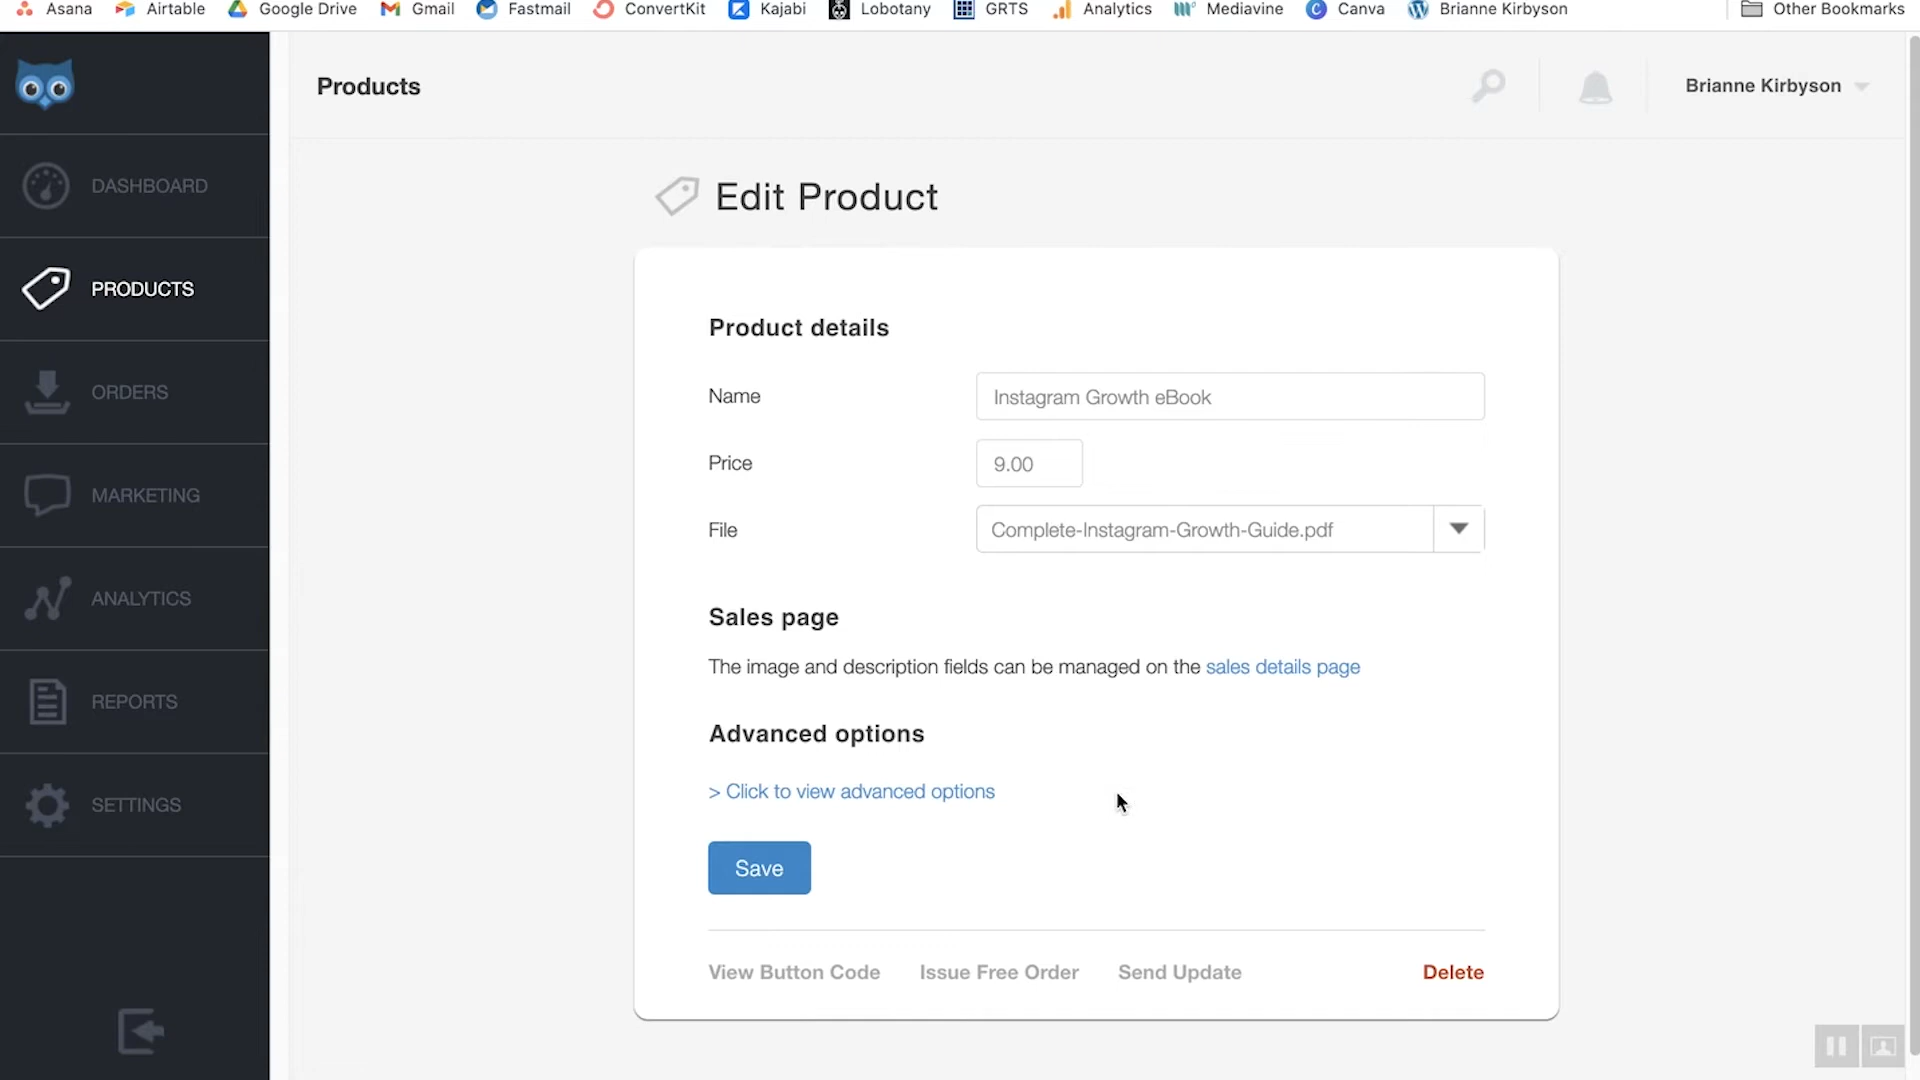 Asana Airtable Google Drive Gmail Fastmail ConvertKit Kajabi Lobotany GRTS Analytics Mediavine Canva Brianne Kirbyson Other Bookmarks
Products Brianne Kirbyson
DASHBOARD
PRODUCTS
ORDERS
MARKETING
ANALYTICS
REPORTS
SETTINGS
Edit Product
Product details
Name Instagram Growth eBook
Price 9.00
File Complete-Instagram-Growth-Guide.pdf
Sales page
The image and description fields can be managed on the sales details page
Advanced options
> Click to view advanced options
Save
View Button Code Issue Free Order Send Update Delete